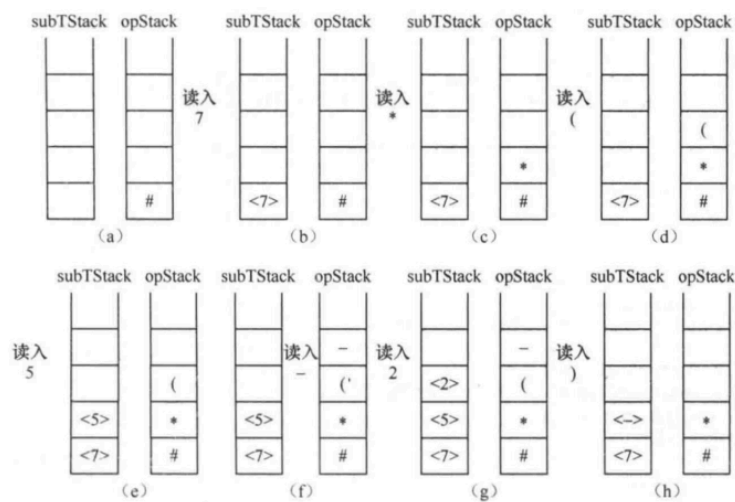 subTStack opStack subTStack opStack subTStack opStack subTStack opStack
读入 读入 读入
7 * (
(
* *
# <7> # <7> # <7> #
(a) (b) (c) (d)
subTStack opStack subTStack opStack subTStack opStack subTStack opStack
读入 - 读入 读入 - 读入
5 - 2 )
( (' <2> (
<5> * <5> * <5> * <-> *
<7> # <7> # <7> # <7> #
(e) (f) (g) (h)